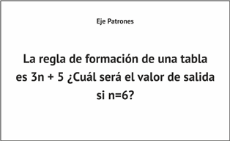 Eje Patrones
La regla de formación de una tabla
es 3n + 5 ¿Cuál será el valor de salida
si n=6?